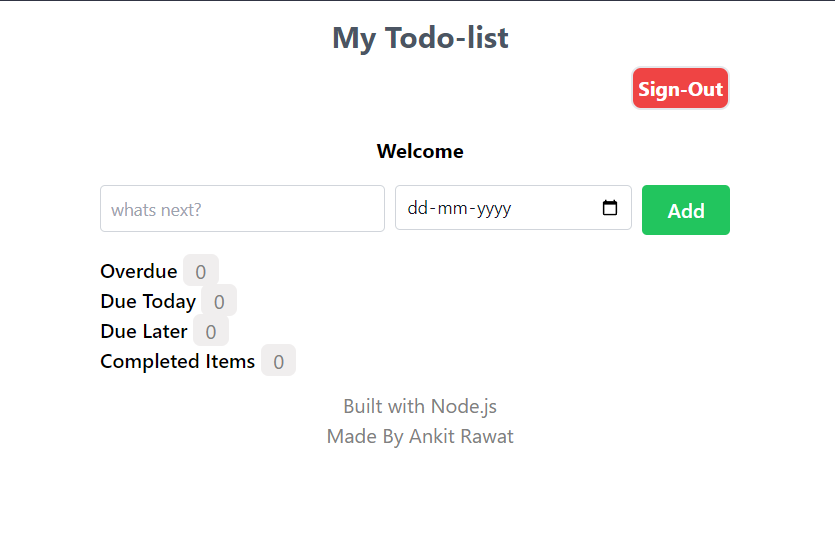 My Todo-list
Sign-Out
Welcome
whats next? dd-mm-yyyy Add
Overdue 0
Due Today 0
Due Later 0
Completed Items 0
Built with Node.js
Made By Ankit Rawat